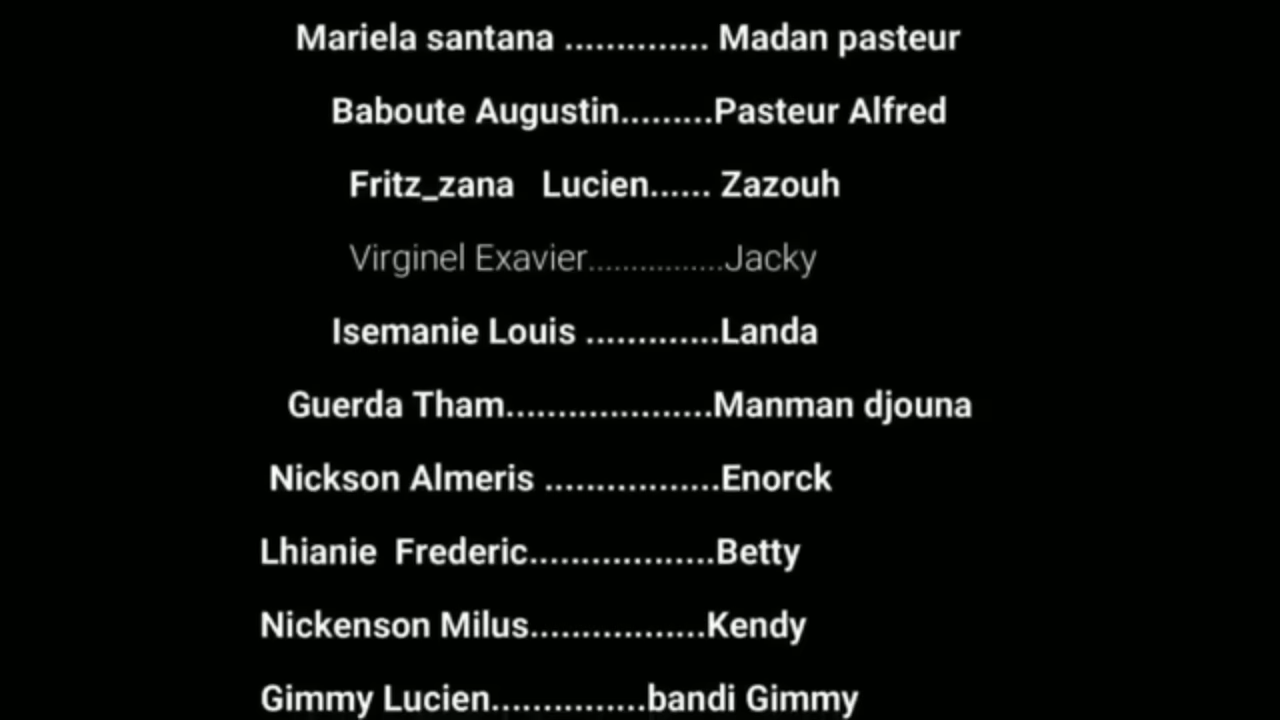 Mariela santana .............. Madan pasteur
Baboute Augustin.........Pasteur Alfred
Fritz_zana Lucien...... Zazouh
Virginel Exavier................Jacky
Isemanie Louis .............Landa
Guerda Tham....................Manman djouna
Nickson Almeris .................Enorck
Lhianie Frederic..................Betty
Nickenson Milus.................Kendy
Gimmy Lucien...............bandi Gimmy